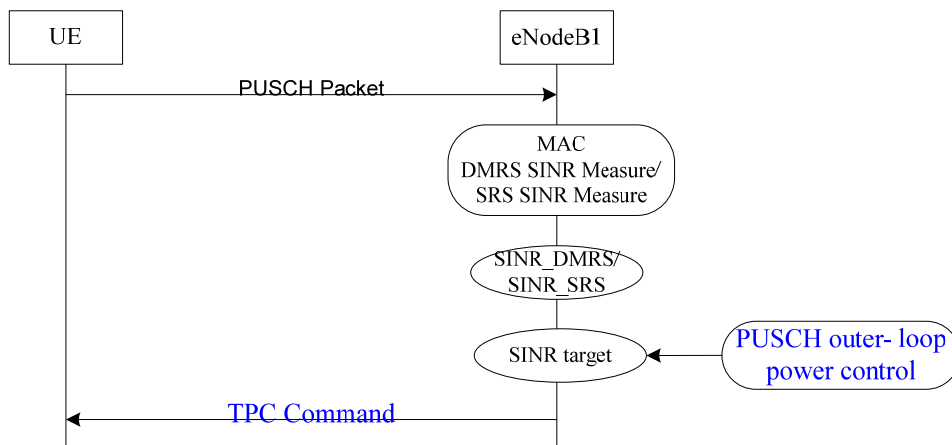 UE
eNodeB1
PUSCH Packet
MAC
DMRS SINR Measure/
SRS SINR Measure
SINR_DMRS/
SINR_SRS
SINR target
PUSCH outer- loop
power control
TPC Command